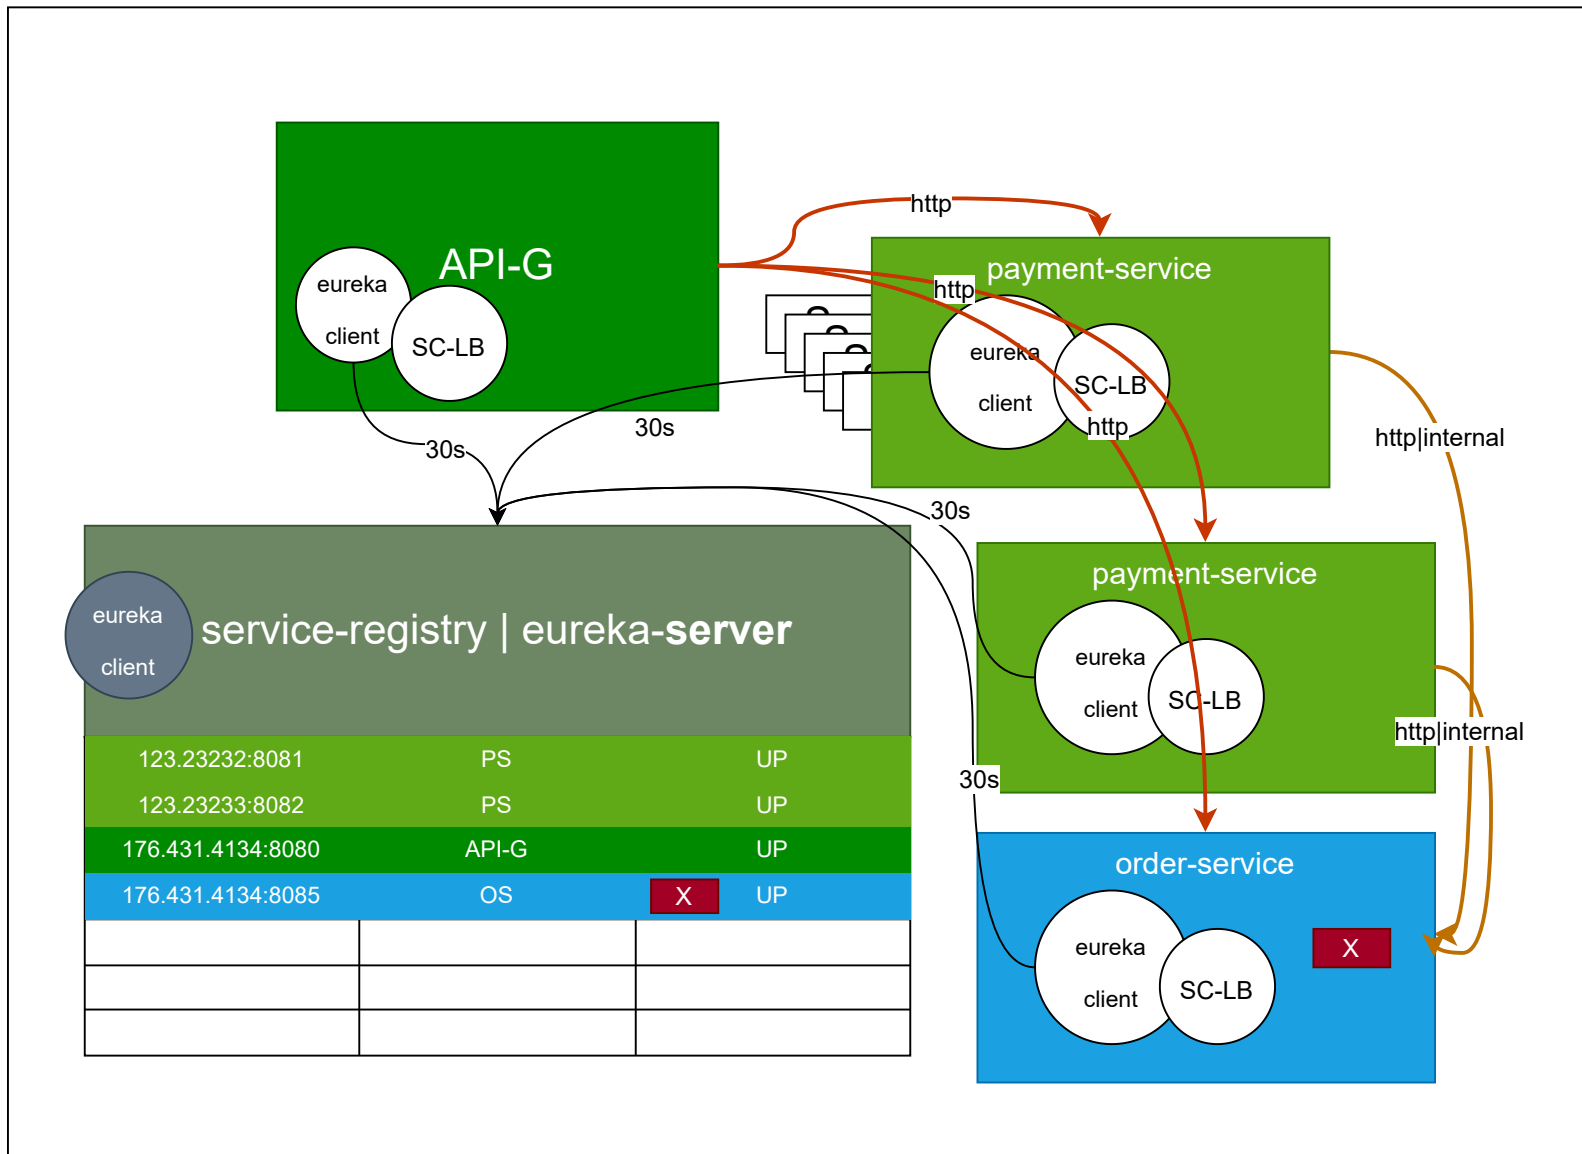 http
API-G
payment-service
eureka
client
SC-LB
http
eureka
client
SC-LB
http
30s
30s
http|internal
30s
payment-service
eureka
client
SC-LB
service-registry | eureka-server
eureka
client
http|internal
123.23232:8081 PS UP
123.23233:8082 PS UP
30s
176.431.4134:8080 API-G UP
176.431.4134:8085 OS X UP
order-service
eureka
client
SC-LB
X